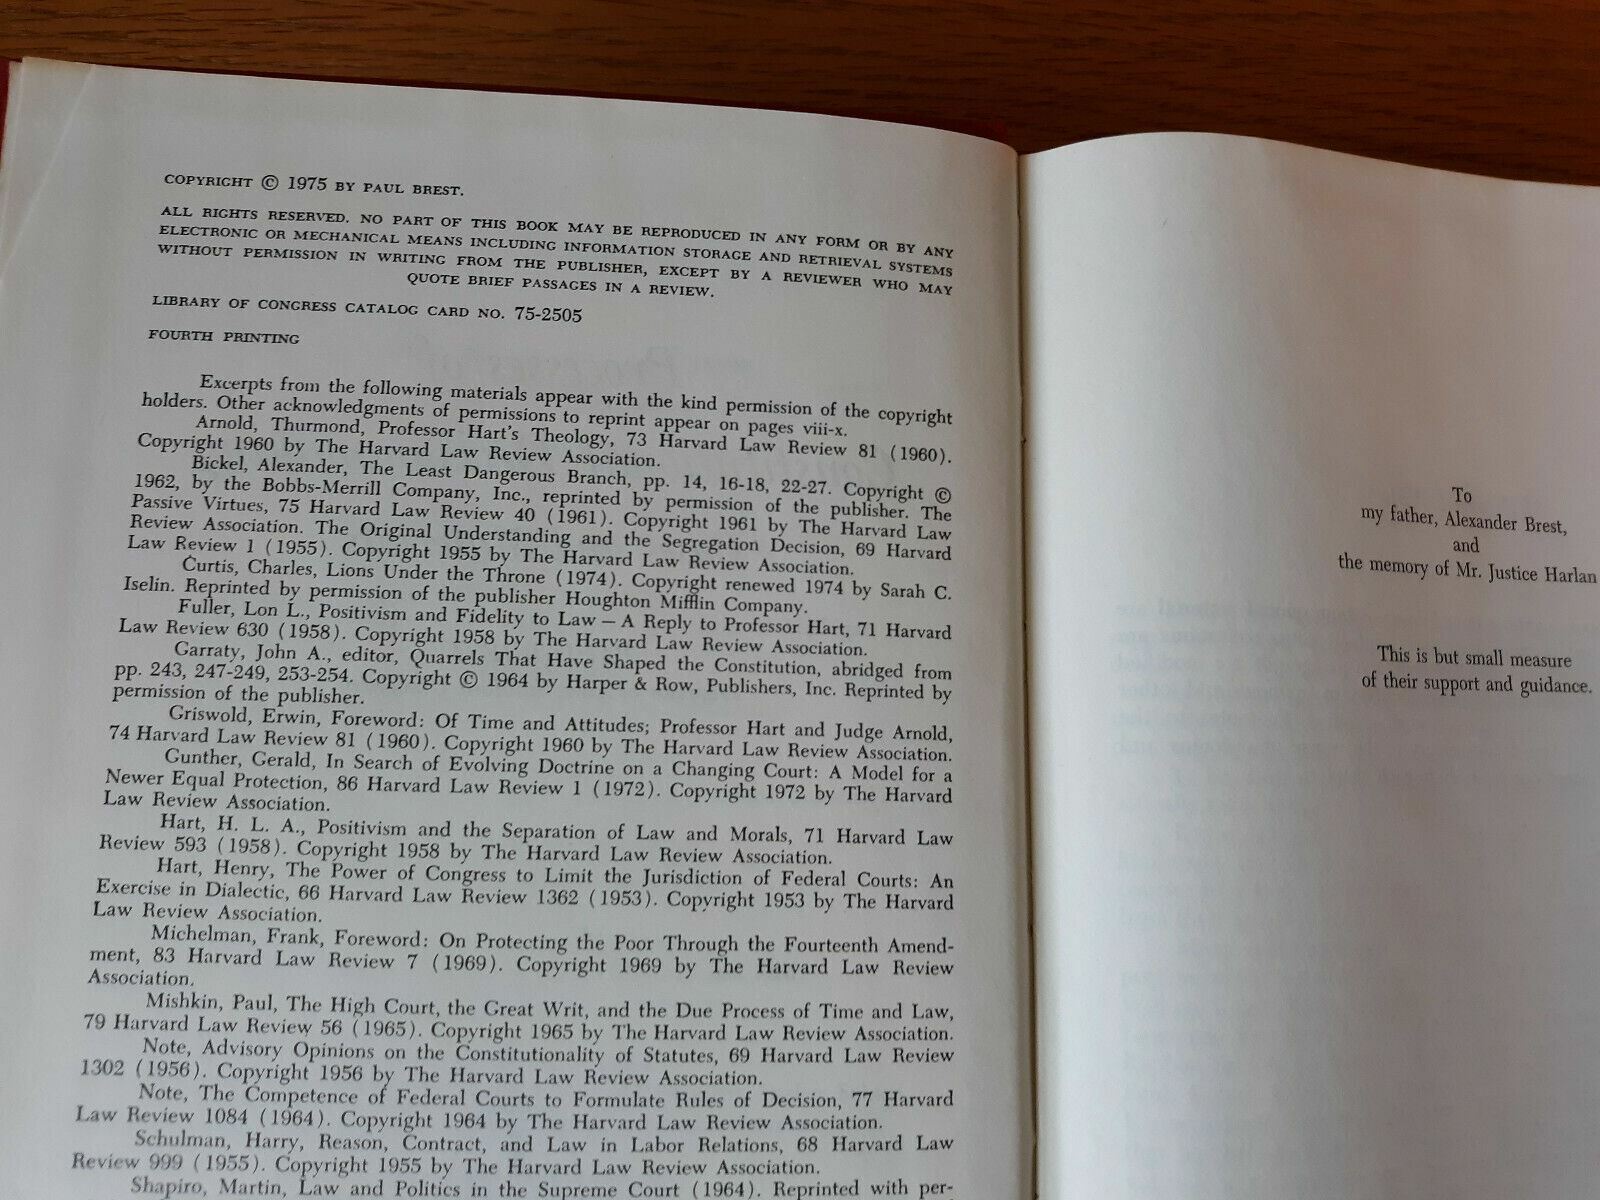 COPYRIGHT © 1975 BY PAUL BREST.
ALL RIGHTS RESERVED. NO PART OF THIS BOOK MAY BE REPRODUCED IN ANY FORM OR BY ANY
ELECTRONIC OR MECHANICAL MEANS INCLUDING INFORMATION STORAGE AND RETRIEVAL SYSTEMS
WITHOUT PERMISSION IN WRITING FROM THE PUBLISHER, EXCEPT BY A REVIEWER WHO MAY
QUOTE BRIEF PASSAGES IN A REVIEW.
LIBRARY OF CONGRESS CATALOG CARD NO. 75-2505
FOURTH PRINTING
Excerpts from the following materials appear with the kind permission of the copyright
holders. Other acknowledgments of permissions to reprint appear on pages viii-x.
Arnold, Thurmond, Professor Hart's Theology, 73 Harvard Law Review 81 (1960).
Copyright 1960 by The Harvard Law Review Association.
Bickel, Alexander, The Least Dangerous Branch, pp. 14, 16-18, 22-27. Copyright ©
1962, by the Bobbs-Merrill Company, Inc., reprinted by permission of the publisher. The
Passive Virtues, 75 Harvard Law Review 40 (1961). Copyright 1961 by The Harvard Law
Review Association. The Original Understanding and the Segregation Decision, 69 Harvard
Law Review 1 (1955). Copyright 1955 by The Harvard Law Review Association.
Curtis, Charles, Lions Under the Throne (1974). Copyright renewed 1974 by Sarah C.
Iselin. Reprinted by permission of the publisher Houghton Mifflin Company.
Fuller, Lon L., Positivism and Fidelity to Law — A Reply to Professor Hart, 71 Harvard
Law Review 630 (1958). Copyright 1958 by The Harvard Law Review Association.
Garraty, John A., editor, Quarrels That Have Shaped the Constitution, abridged from
pp. 243, 247-249, 253-254. Copyright © 1964 by Harper & Row, Publishers, Inc. Reprinted by
permission of the publisher.
Griswold, Erwin, Foreword: Of Time and Attitudes; Professor Hart and Judge Arnold,
74 Harvard Law Review 81 (1960). Copyright 1960 by The Harvard Law Review Association.
Gunther, Gerald, In Search of Evolving Doctrine on a Changing Court: A Model for a
Newer Equal Protection, 86 Harvard Law Review 1 (1972). Copyright 1972 by The Harvard
Law Review Association.
Hart, H. L. A., Positivism and the Separation of Law and Morals, 71 Harvard Law
Review 593 (1958). Copyright 1958 by The Harvard Law Review Association.
Hart, Henry, The Power of Congress to Limit the Jurisdiction of Federal Courts: An
Exercise in Dialectic, 66 Harvard Law Review 1362 (1953). Copyright 1953 by The Harvard
Law Review Association.
Michelman, Frank, Foreword: On Protecting the Poor Through the Fourteenth Amend-
ment, 83 Harvard Law Review 7 (1969). Copyright 1969 by The Harvard Law Review
Association.
Mishkin, Paul, The High Court, the Great Writ, and the Due Process of Time and Law,
79 Harvard Law Review 56 (1965). Copyright 1965 by The Harvard Law Review Association.
Note, Advisory Opinions on the Constitutionality of Statutes, 69 Harvard Law Review
1302 (1956). Copyright 1956 by The Harvard Law Review Association.
Note, The Competence of Federal Courts to Formulate Rules of Decision, 77 Harvard
Law Review 1084 (1964). Copyright 1964 by The Harvard Law Review Association.
Schulman, Harry, Reason, Contract, and Law in Labor Relations, 68 Harvard Law
Review 999 (1955). Copyright 1955 by The Harvard Law Review Association.
Shapiro, Martin, Law and Politics in the Supreme Court (1964). Reprinted with per-
To
my father, Alexander Brest,
and
the memory of Mr. Justice Harlan
This is but small measure
of their support and guidance.